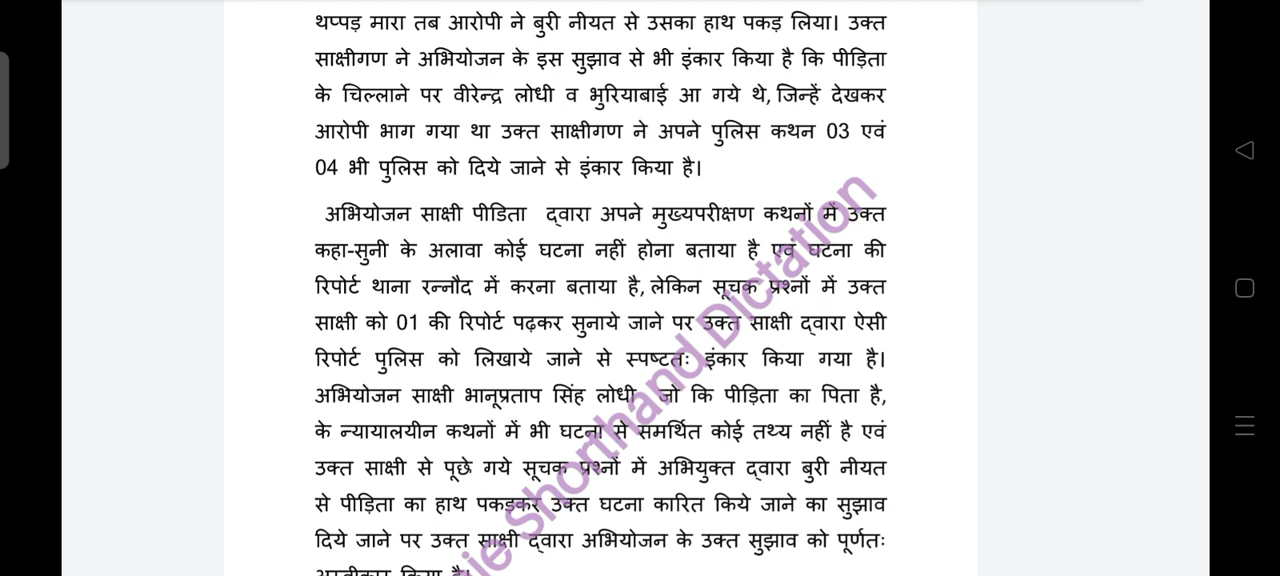 थप्पड़ मारा तब आरोपी ने बुरी नीयत से उसका हाथ पकड़ लिया। उक्त
साक्षीगण ने अभियोजन के इस सुझाव से भी इंकार किया है कि पीड़िता
के चिल्लाने पर वीरेन्द्र लोधी व भुरियाबाई आ गये थे, जिन्हें देखकर
आरोपी भाग गया था उक्त साक्षीगण ने अपने पुलिस कथन 03 एवं
04 भी पुलिस को दिये जाने से इंकार किया है।
अभियोजन साक्षी पीडिता द्वारा अपने मुख्यपरीक्षण कथनों में उक्त
कहा-सुनी के अलावा कोई घटना नहीं होना बताया है एवं घटना की
रिपोर्ट थाना रन्नौद में करना बताया है, लेकिन सूचक प्रश्नों में उक्त
साक्षी को 01 की रिपोर्ट पढ़कर सुनाये जाने पर उक्त साक्षी द्वारा ऐसी
रिपोर्ट पुलिस को लिखाये जाने से स्पष्टतः इंकार किया गया है।
अभियोजन साक्षी भानूप्रताप सिंह लोधी जो कि पीड़िता का पिता है,
के न्यायालयीन कथनों में भी घटना से समर्थित कोई तथ्य नहीं है एवं
उक्त साक्षी से पूछे गये सूचक प्रश्नों में अभियुक्त द्वारा बुरी नीयत
से पीड़िता का हाथ पकड़कर उक्त घटना कारित किये जाने का सुझाव
दिये जाने पर उक्त साक्षी द्वारा अभियोजन के उक्त सुझाव को पूर्णतः
Shorthand Dictation